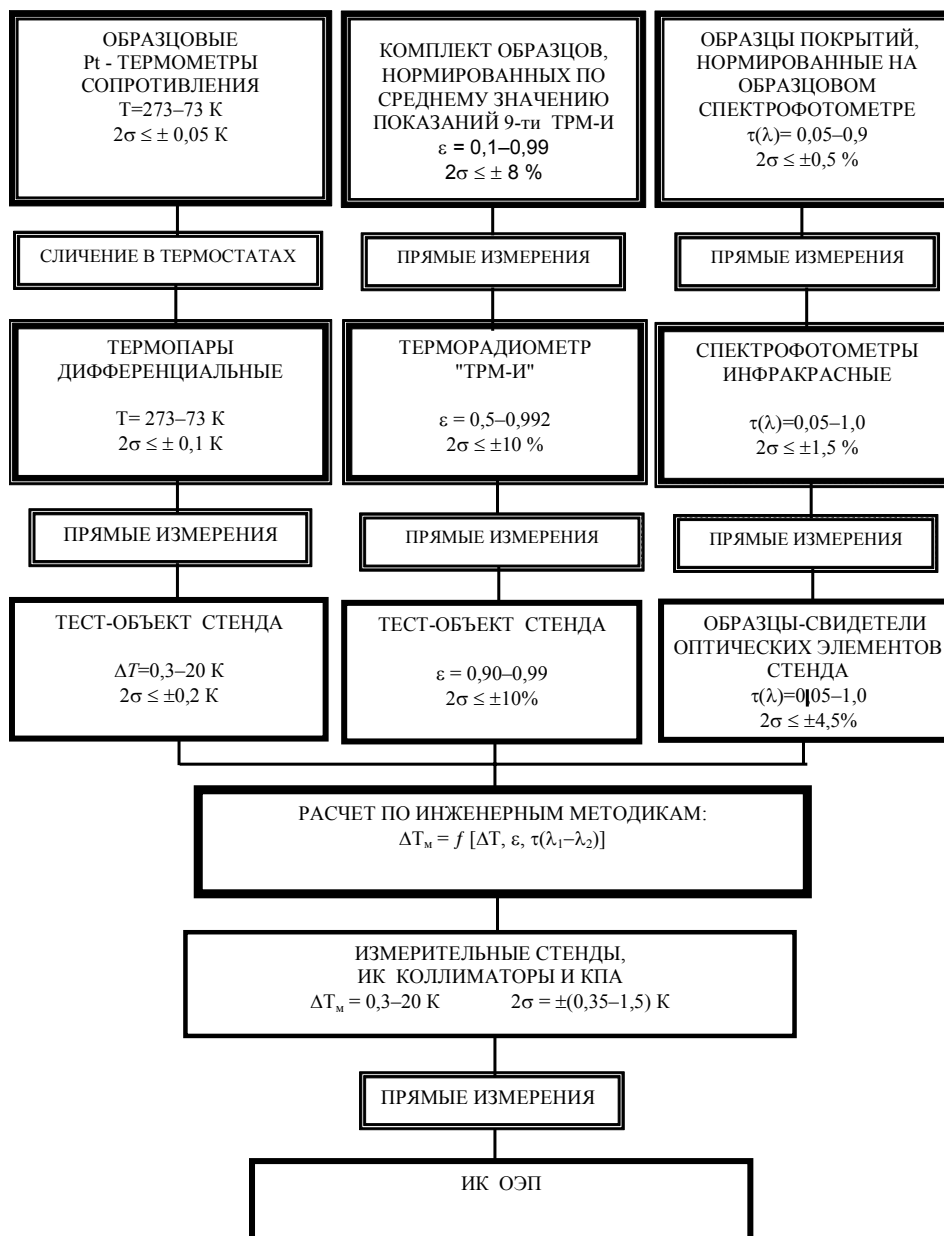 ОБРАЗЦОВЫЕ
Pt - ТЕРМОМЕТРЫ
СОПРОТИВЛЕНИЯ
T=273–73 К
2σ ≤ ± 0,05 К
КОМПЛЕКТ ОБРАЗЦОВ,
НОРМИРОВАННЫХ ПО
СРЕДНЕМУ ЗНАЧЕНИЮ
ПОКАЗАНИЙ 9-ти ТРМ-И
ε = 0,1–0,99
2σ ≤ ± 8 %
ОБРАЗЦЫ ПОКРЫТИЙ,
НОРМИРОВАННЫЕ НА
ОБРАЗЦОВОМ
СПЕКТРОФОТОМЕТРЕ
τ(λ)= 0,05–0,9
2σ ≤ ±0,5 %
СЛИЧЕНИЕ В ТЕРМОСТАТАХ
ПРЯМЫЕ ИЗМЕРЕНИЯ
ПРЯМЫЕ ИЗМЕРЕНИЯ
ТЕРМОПАРЫ
ДИФФЕРЕНЦИАЛЬНЫЕ
T= 273–73 К
2σ ≤ ± 0,1 К
ТЕРМОРАДИОМЕТР
"ТРМ-И"
ε = 0,5–0,992
2σ ≤ ±10 %
СПЕКТРОФОТОМЕТРЫ
ИНФРАКРАСНЫЕ
τ(λ)=0,05–1,0
2σ ≤ ±1,5 %
ПРЯМЫЕ ИЗМЕРЕНИЯ
ПРЯМЫЕ ИЗМЕРЕНИЯ
ПРЯМЫЕ ИЗМЕРЕНИЯ
ТЕСТ-ОБЪЕКТ СТЕНДА
ΔT=0,3–20 К
2σ ≤ ±0,2 К
ТЕСТ-ОБЪЕКТ СТЕНДА
ε = 0,90–0,99
2σ ≤ ±10%
ОБРАЗЦЫ-СВИДЕТЕЛИ
ОПТИЧЕСКИХ ЭЛЕМЕНТОВ
СТЕНДА
τ(λ)=0,05–1,0
2σ ≤ ±4,5%
РАСЧЕТ ПО ИНЖЕНЕРНЫМ МЕТОДИКАМ:
ΔTм = f [ΔT, ε, τ(λ₁–λ₂)]
ИЗМЕРИТЕЛЬНЫЕ СТЕНДЫ,
ИК КОЛЛИМАТОРЫ И КПА
ΔTм = 0,3–20 К 2σ = ±(0,35–1,5) К
ПРЯМЫЕ ИЗМЕРЕНИЯ
ИК ОЭП